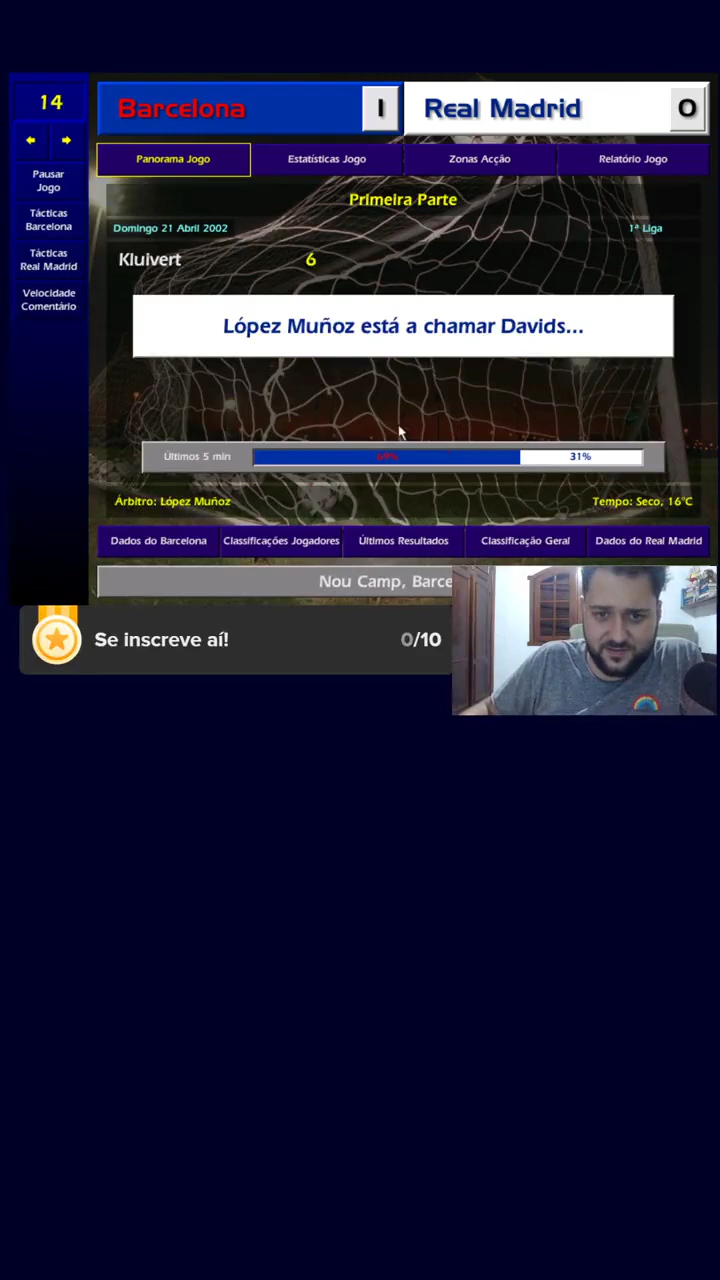 14
Barcelona 1 Real Madrid 0
Panorama Jogo Estatísticas Jogo Zonas Acção Relatório Jogo
Pausar
Jogo
Primeira Parte
Tácticas
Barcelona
Domingo 21 Abril 2002 1ª Liga
Tácticas
Real Madrid
Kluivert 6
Velocidade
Comentário
López Muñoz está a chamar Davids...
Últimos 5 min 69% 31%
Árbitro: López Muñoz Tempo: Seco, 16°C
Dados do Barcelona Classificações Jogadores Últimos Resultados Classificação Geral Dados do Real Madrid
Nou Camp, Barce
Se inscreve aí! 0/10